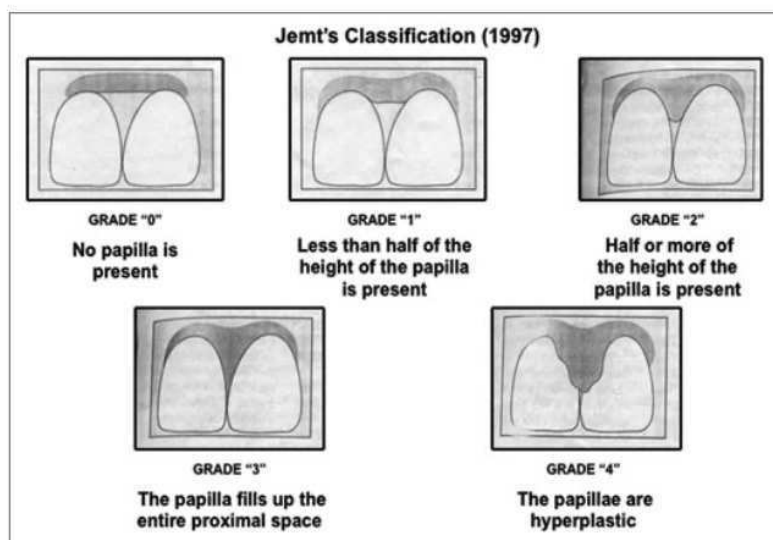 Jemt's Classification (1997)
GRADE "0"
No papilla is
present
GRADE "1"
Less than half of the
height of the papilla
is present
GRADE "2"
Half or more of
the height of the
papilla is present
GRADE "3"
The papilla fills up the
entire proximal space
GRADE "4"
The papillae are
hyperplastic